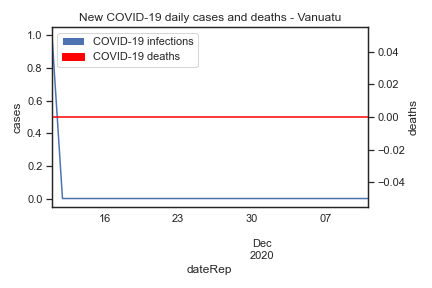 New COVID-19 daily cases and deaths - Vanuatu
COVID-19 infections
COVID-19 deaths
1.0
0.8
0.6
0.4
0.2
0.0
cases
0.04
0.02
0.00
−0.02
−0.04
deaths
16 23 30 07
Dec
2020
dateRep